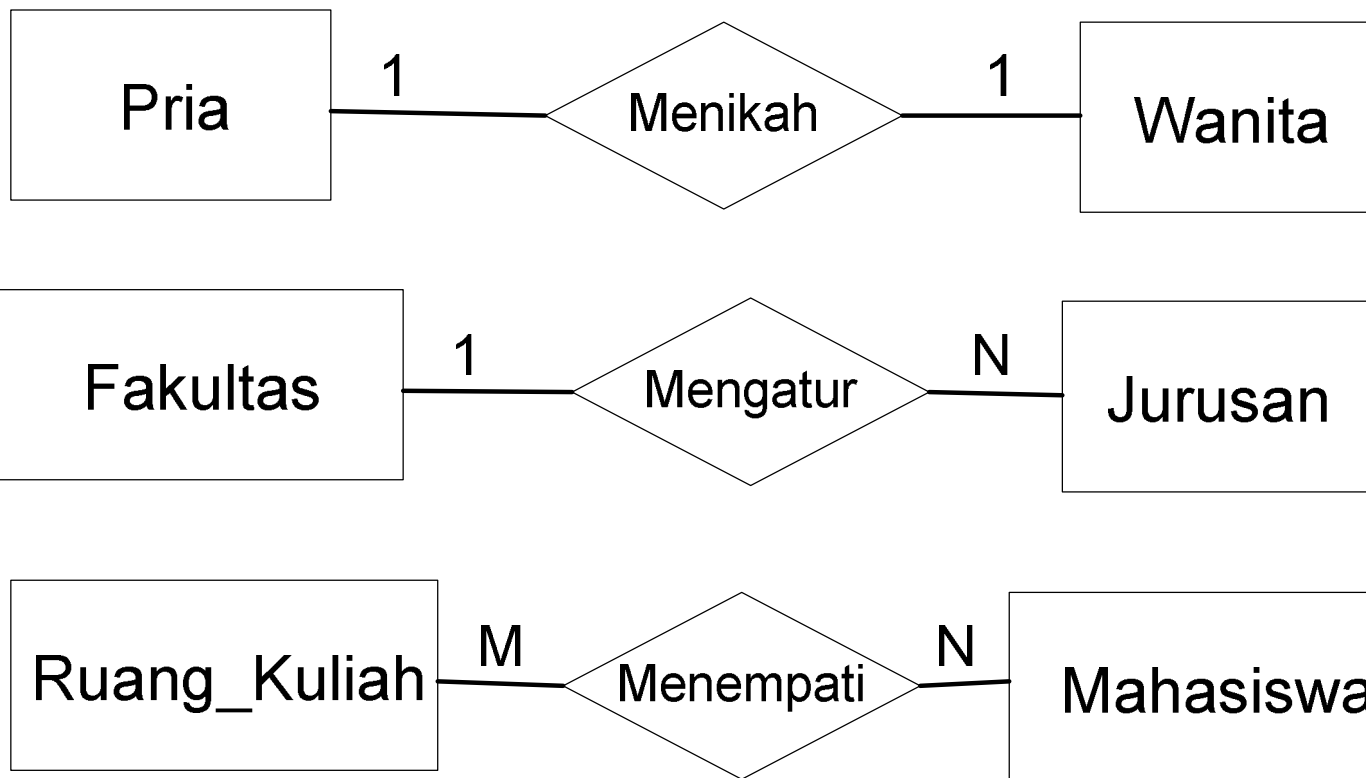 Pria 1 Menikah 1 Wanita
Fakultas 1 Mengatur N Jurusan
Ruang_Kuliah M Menempati N Mahasiswa